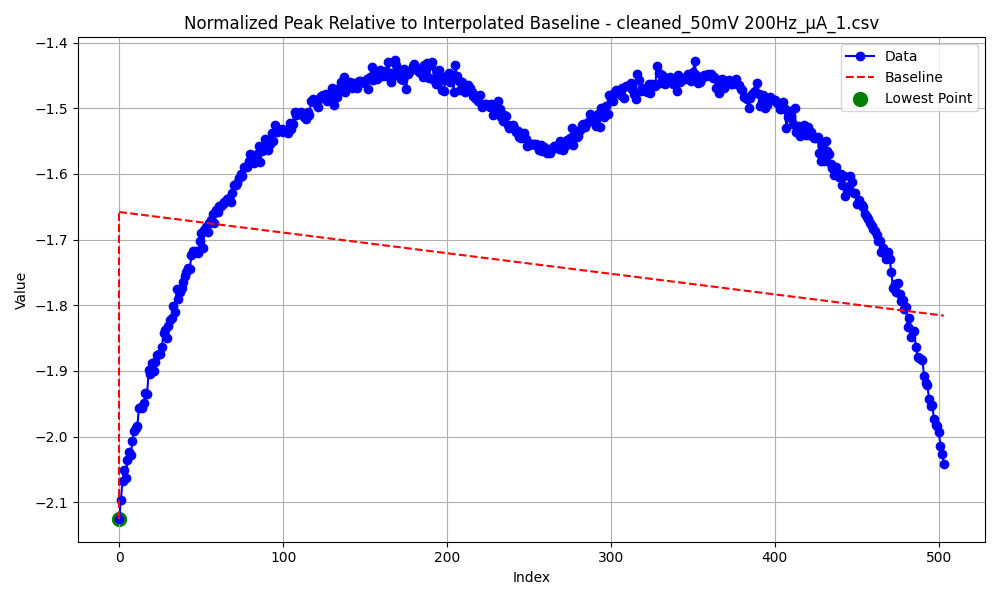 Normalized Peak Relative to Interpolated Baseline - cleaned_50mV 200Hz_μA_1.csv
Data
Baseline
Lowest Point
Value
−1.4
−1.5
−1.6
−1.7
−1.8
−1.9
−2.0
−2.1
0
100
200
300
400
500
Index